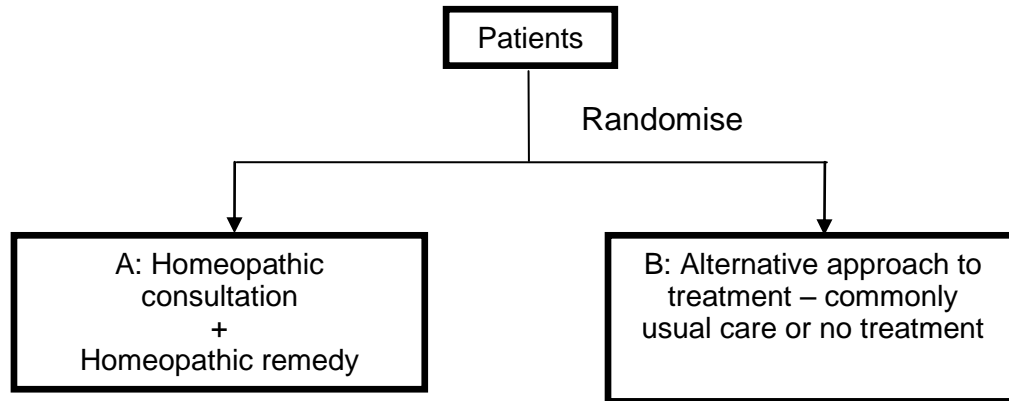 Patients
Randomise
A: Homeopathic
consultation
+
Homeopathic remedy
B: Alternative approach to
treatment – commonly
usual care or no treatment